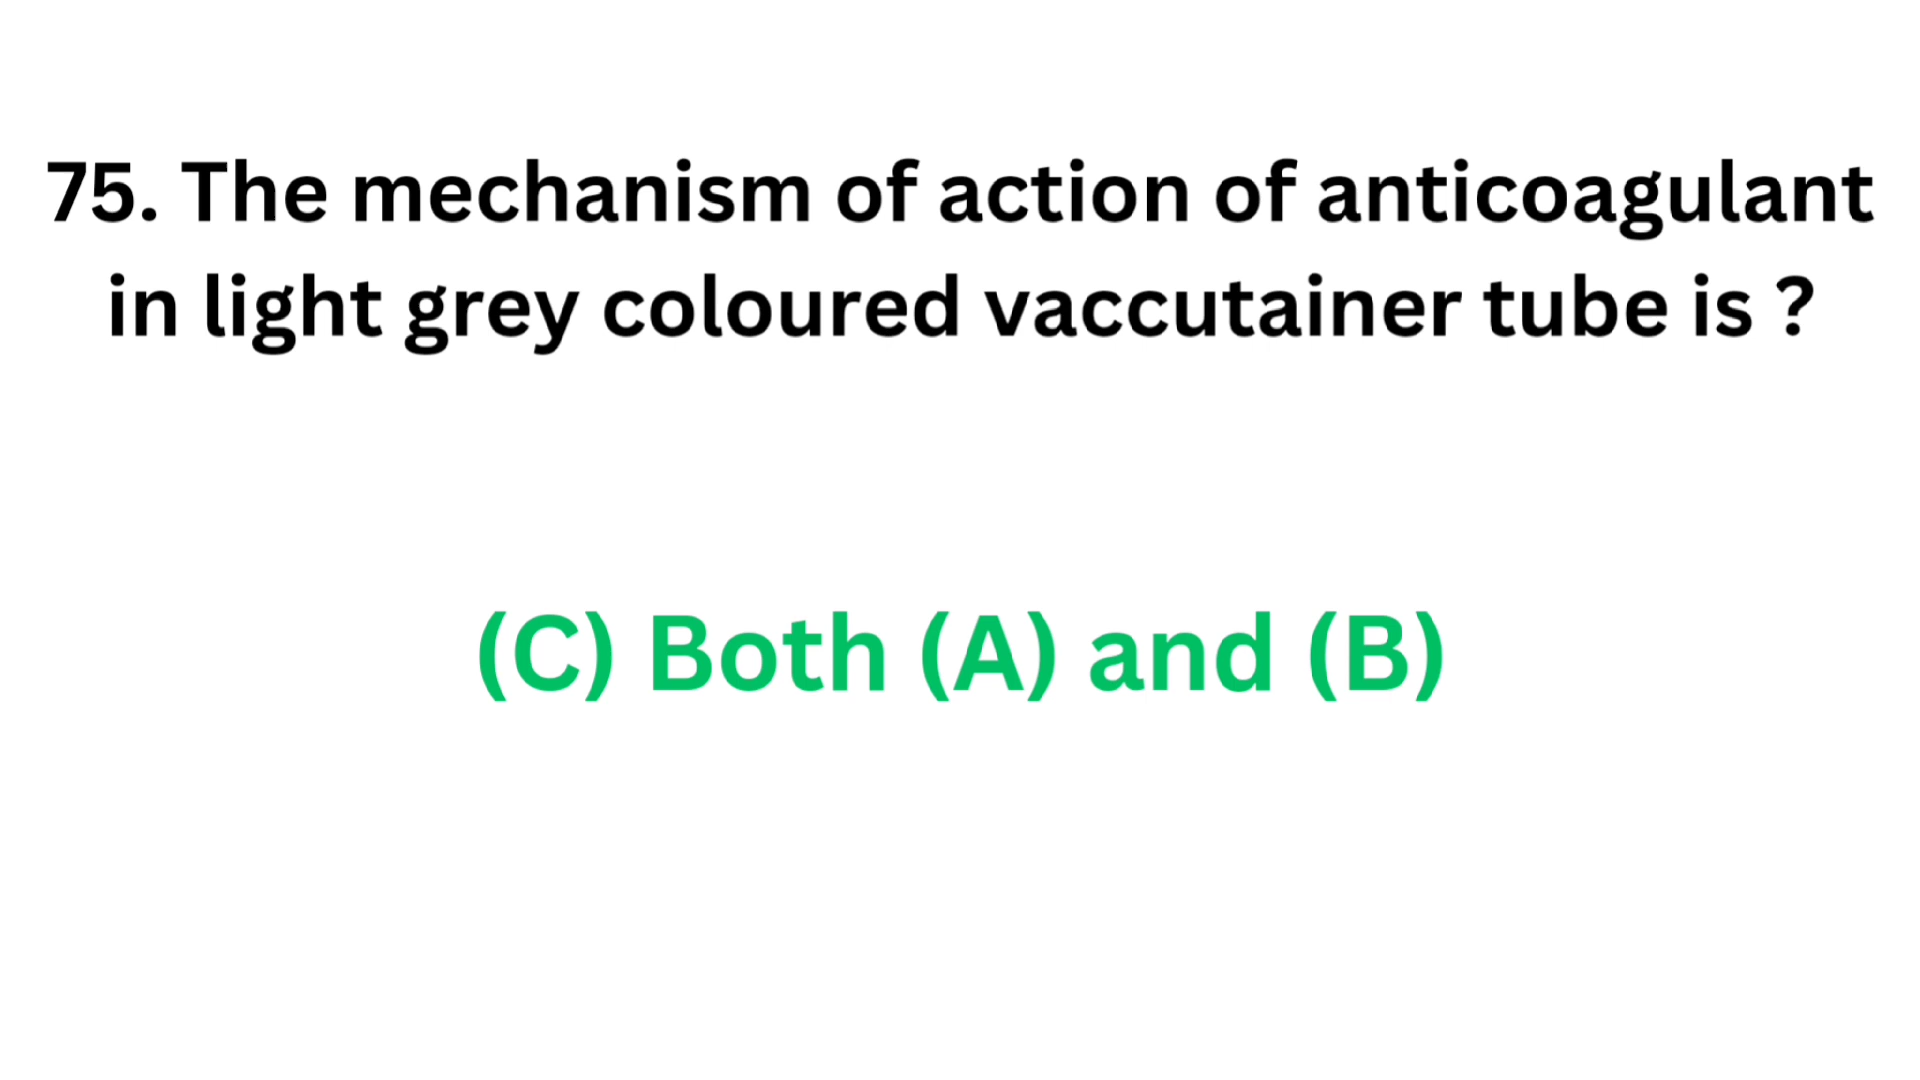 75. The mechanism of action of anticoagulant
in light grey coloured vaccutainer tube is ?
(C) Both (A) and (B)